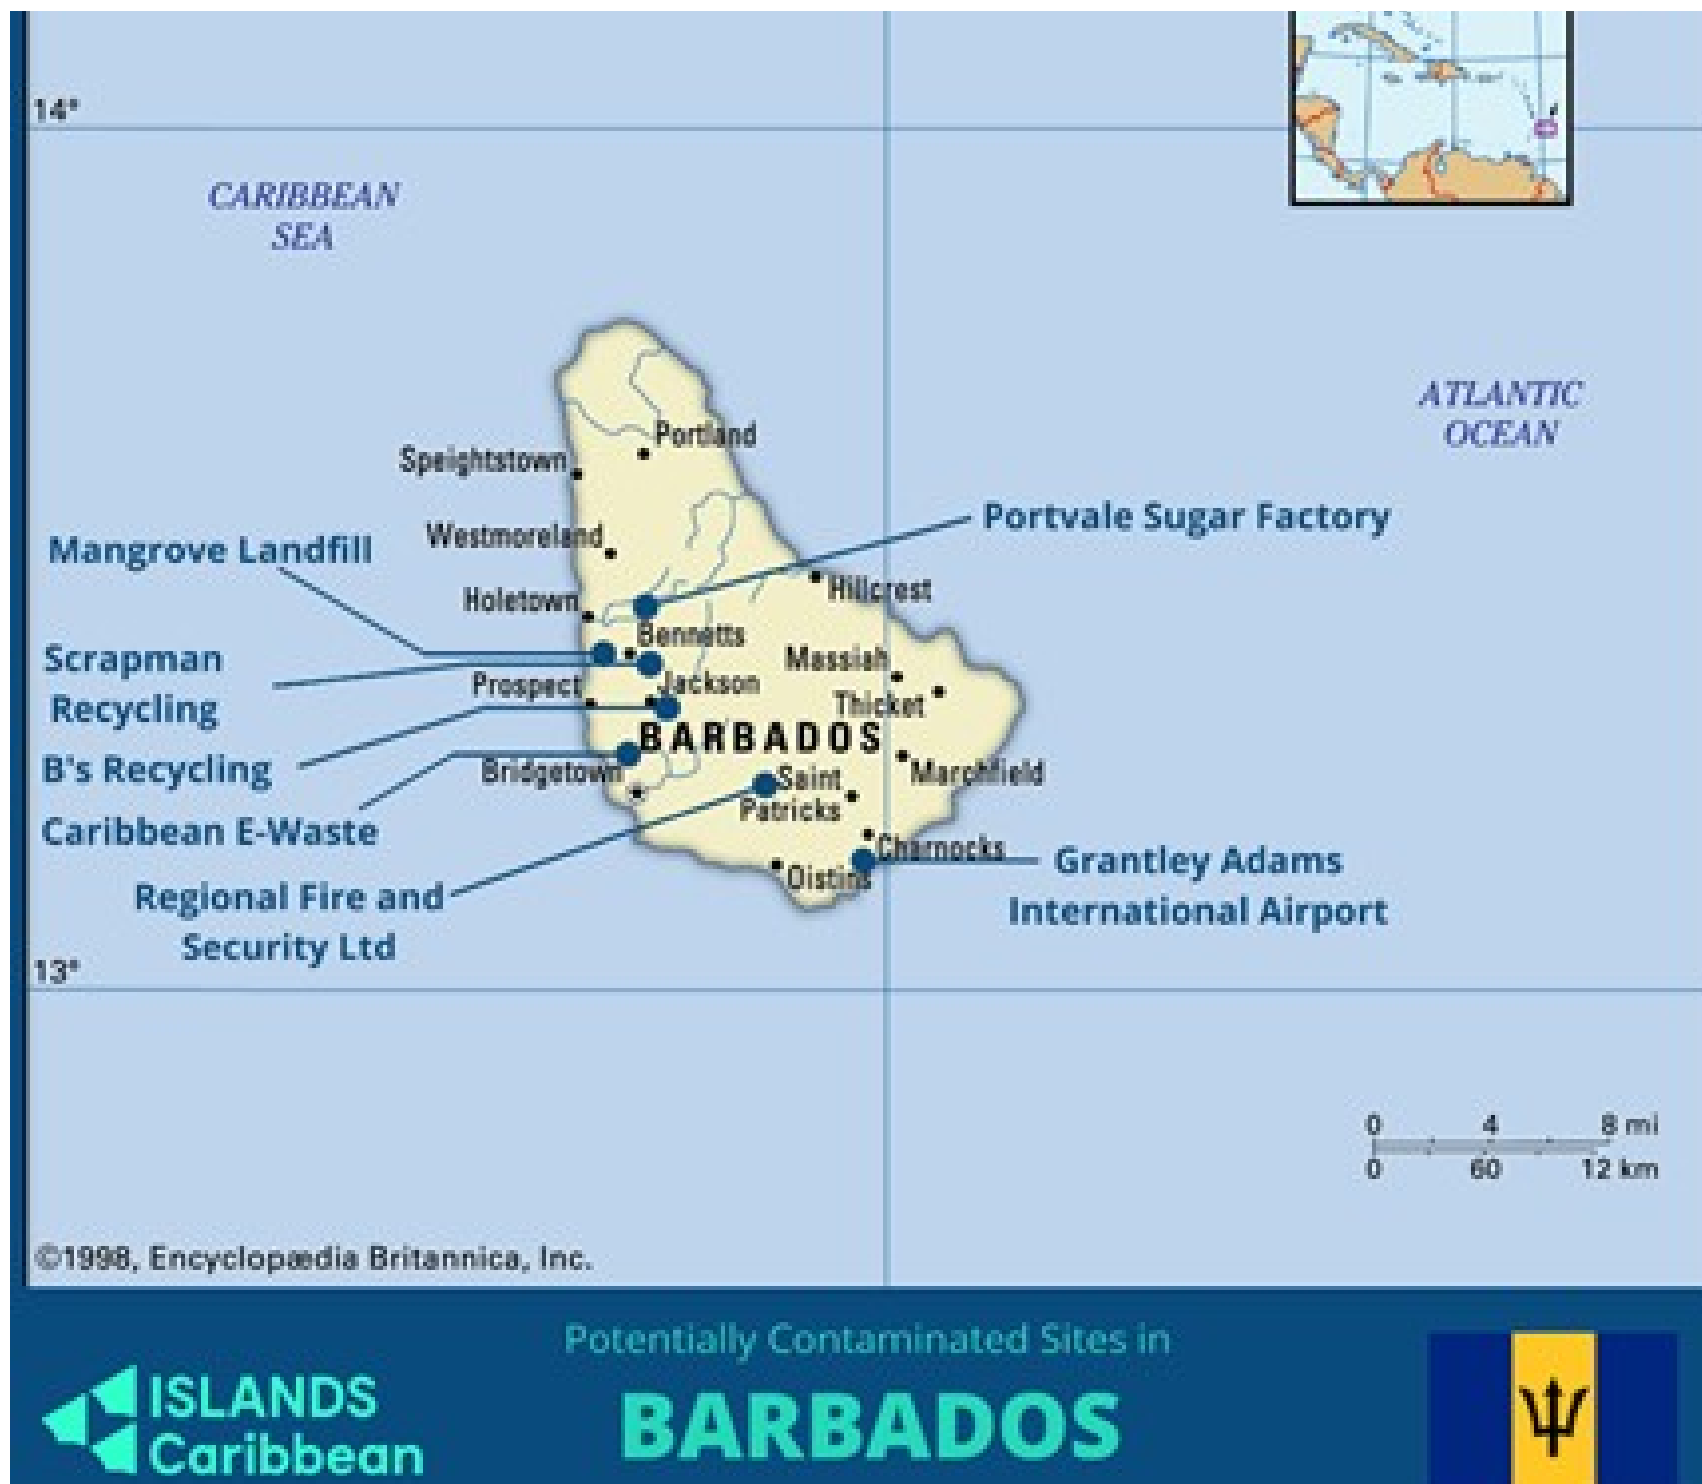 14°
CARIBBEAN
SEA
ATLANTIC
OCEAN
Portland
Speightstown
Portvale Sugar Factory
Westmoreland
Mangrove Landfill
Hillcrest
Holetown
Bennetts
Scrapman
Recycling
Massiah
Prospect
Jackson
Thicket
BARBADOS
B's Recycling
Bridgetown
Marchfield
Saint
Patricks
Caribbean E-Waste
Charnocks
Grantley Adams
International Airport
Oistins
Regional Fire and
Security Ltd
13°
0 4 8 mi
0 60 12 km
©1998, Encyclopædia Britannica, Inc.
Potentially Contaminated Sites in
BARBADOS
ISLANDS
Caribbean